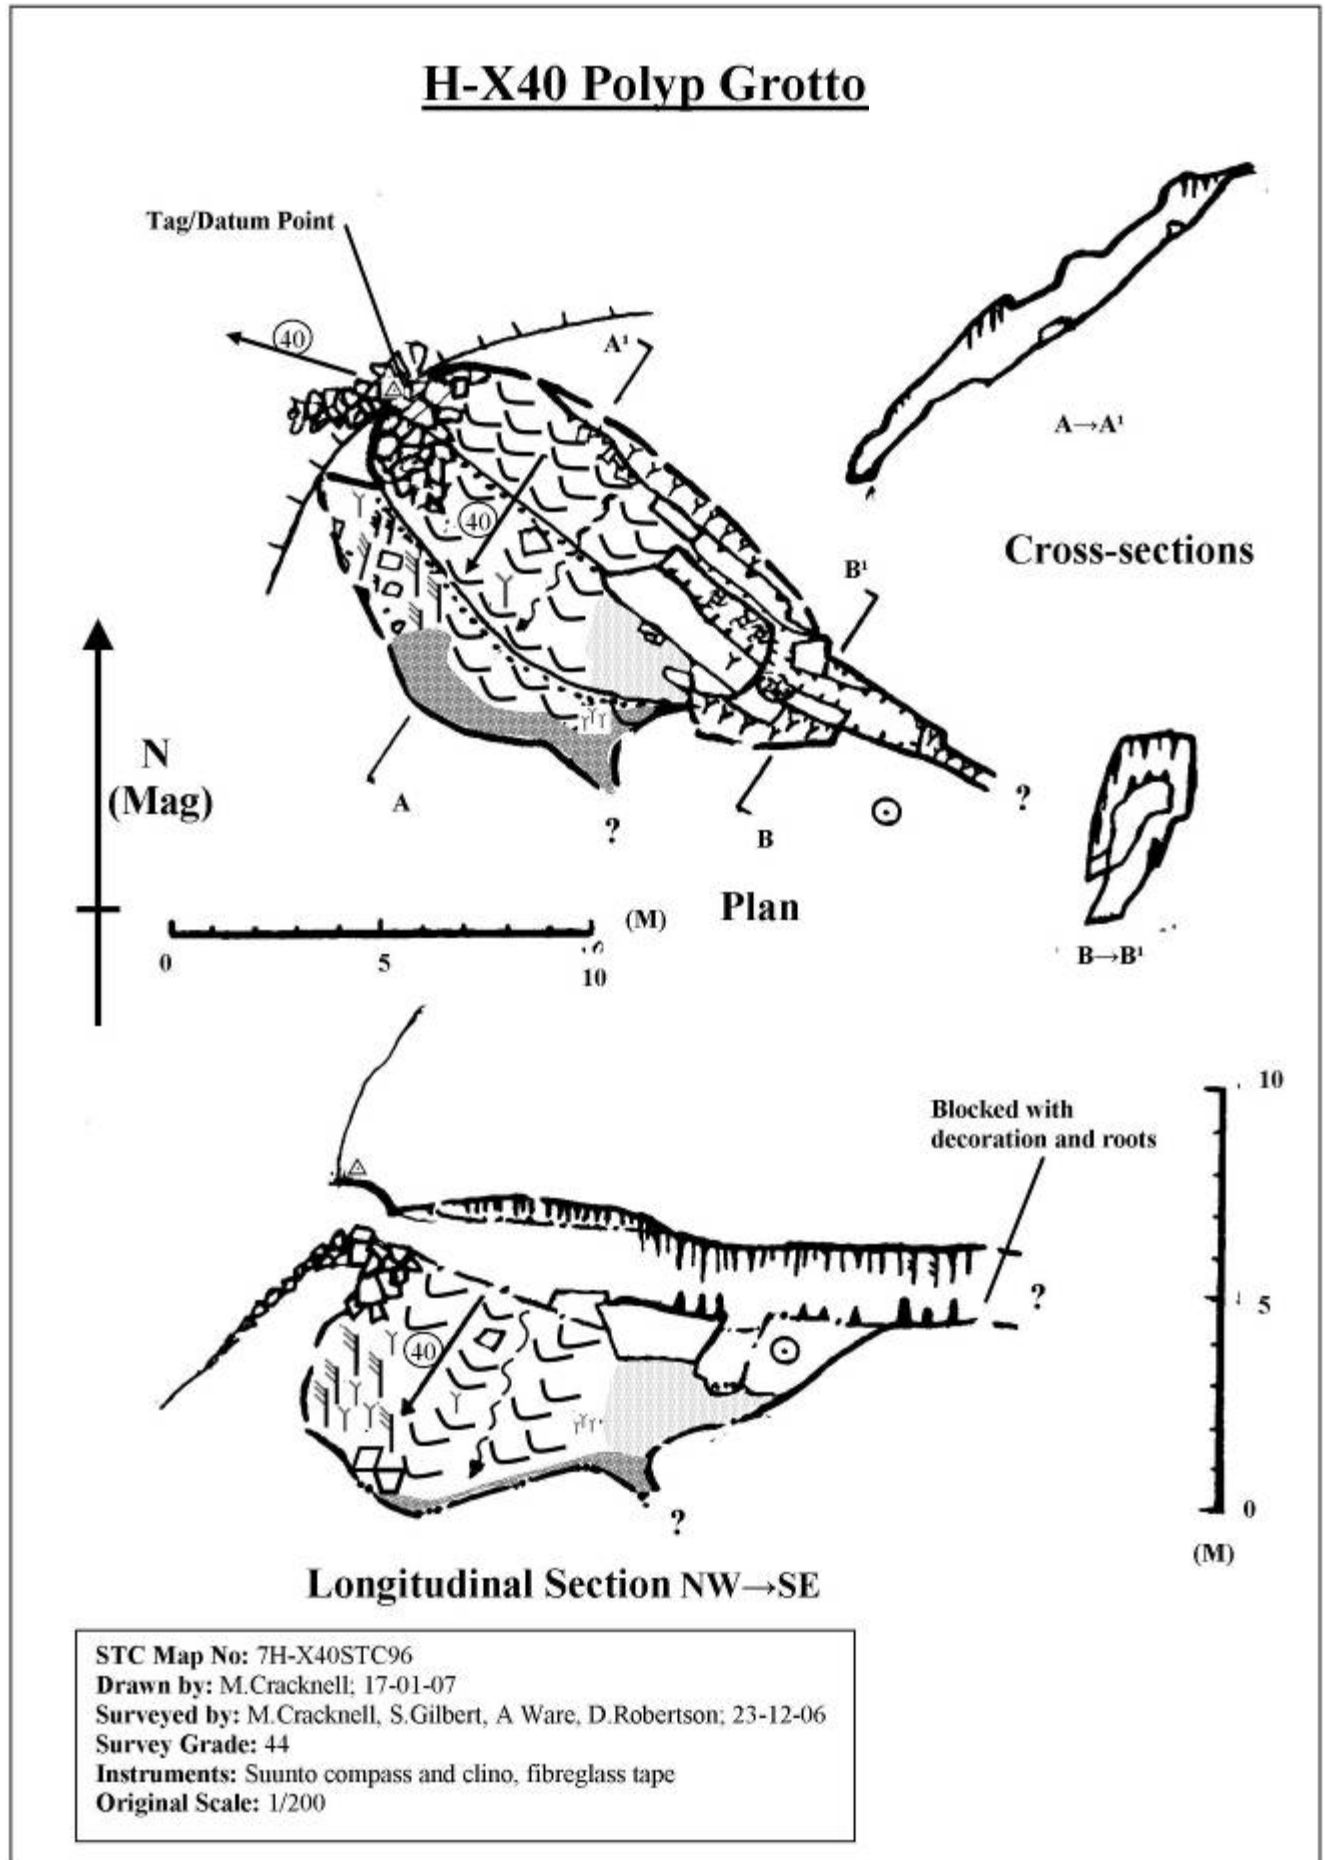 H-X40 Polyp Grotto
Tag/Datum Point
40
A¹
A→A¹
40
Cross-sections
B¹
N
(Mag)
A
?
B
?
Plan
B→B¹
(M)
0
5
10
10
Blocked with
decoration and roots
?
5
40
0
?
(M)
Longitudinal Section NW→SE
STC Map No: 7H-X40STC96
Drawn by: M.Cracknell; 17-01-07
Surveyed by: M.Cracknell, S.Gilbert, A Ware, D.Robertson; 23-12-06
Survey Grade: 44
Instruments: Suunto compass and clino, fibreglass tape
Original Scale: 1/200